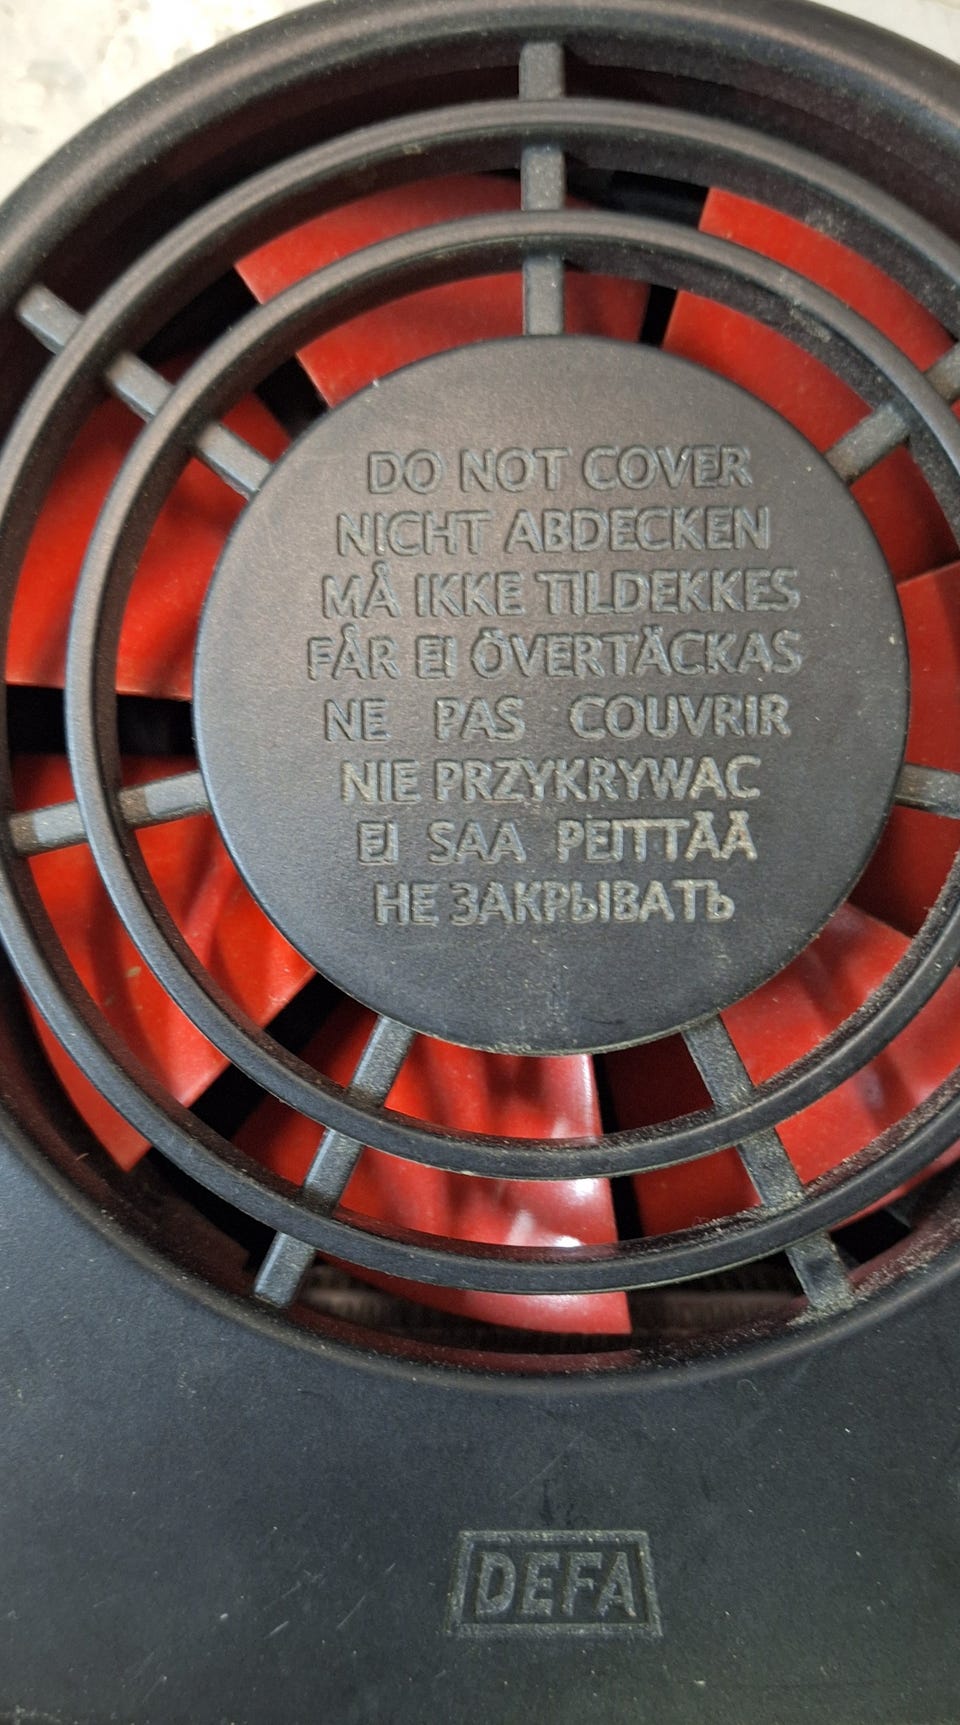 DO NOT COVER
NICHT ABDECKEN
MÅ IKKE TILDEKKES
FÅR EJ ÖVERTÄCKAS
NE PAS COUVRIR
NIE PRZYKRYWAC
EI SAA PEITTÄÄ
НЕ ЗАКРЫВАТЬ
DEFA